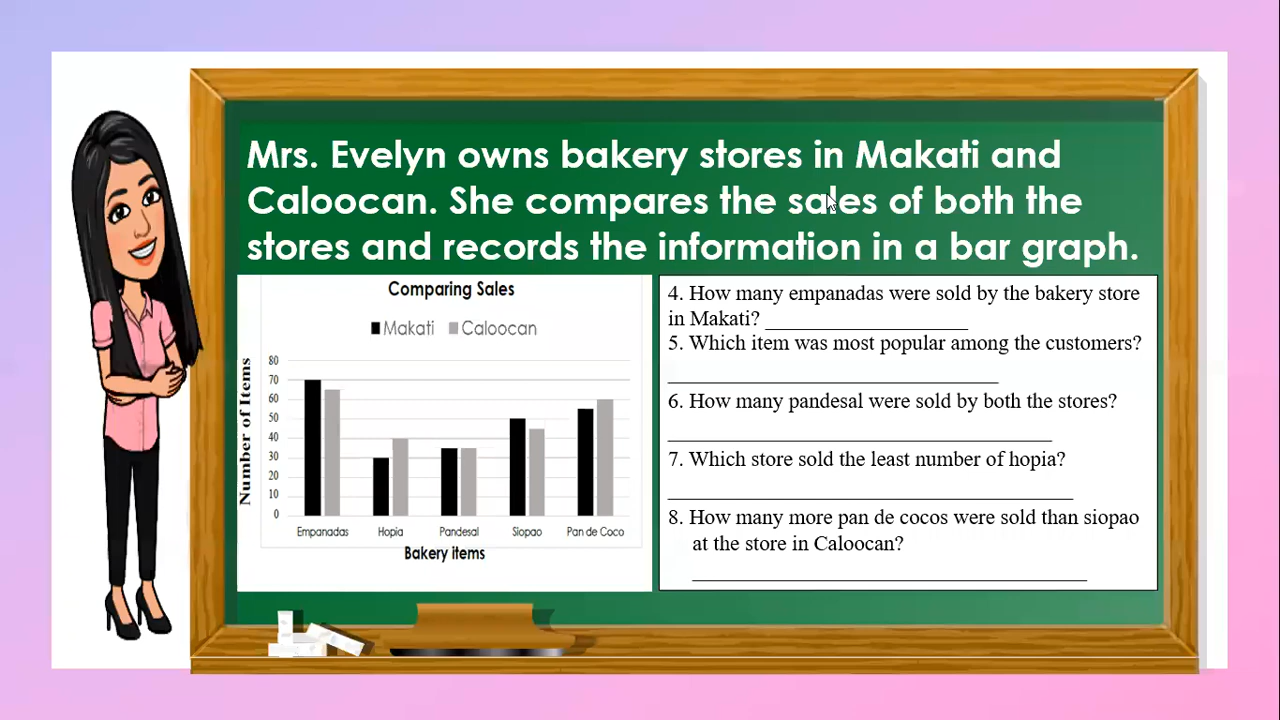 Mrs. Evelyn owns bakery stores in Makati and
Caloocan. She compares the sales of both the
stores and records the information in a bar graph.
Comparing Sales
Makati Caloocan
Number of Items
80
70
60
50
40
30
20
10
0
Empanadas Hopia Pandesal Siopao Pan de Coco
Bakery items
4. How many empanadas were sold by the bakery store
in Makati? ____________________
5. Which item was most popular among the customers?
_________________________________
6. How many pandesal were sold by both the stores?
______________________________________
7. Which store sold the least number of hopia?
________________________________________
8. How many more pan de cocos were sold than siopao
at the store in Caloocan?
_______________________________________